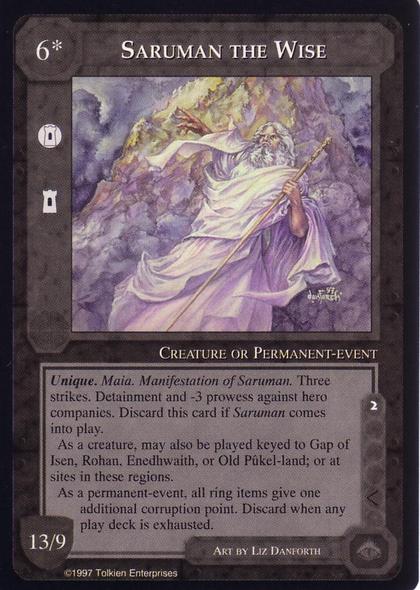 6*
SARUMAN THE WISE
97
danforth
CREATURE OR PERMANENT-EVENT
Unique. Maia. Manifestation of Saruman. Three
strikes. Detainment and -3 prowess against hero
companies. Discard this card if Saruman comes
into play.
As a creature, may also be played keyed to Gap of
Isen, Rohan, Enedhwaith, or Old Pûkel-land; or at
sites in these regions.
As a permanent-event, all ring items give one
additional corruption point. Discard when any
play deck is exhausted.
2
13/9
ART BY LIZ DANFORTH
©1997 Tolkien Enterprises